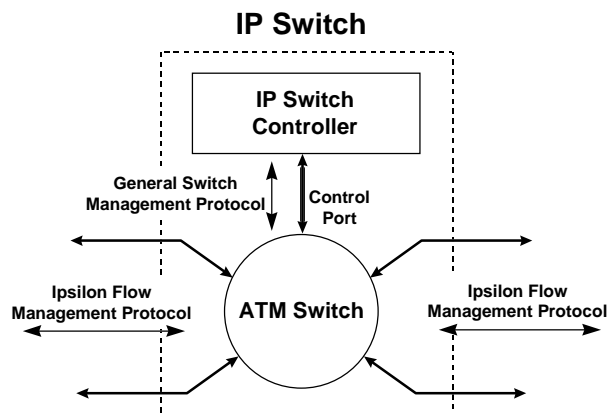 IP Switch
IP Switch
Controller
General Switch
Management Protocol
Control
Port
Ipsilon Flow
Management Protocol
ATM Switch
Ipsilon Flow
Management Protocol